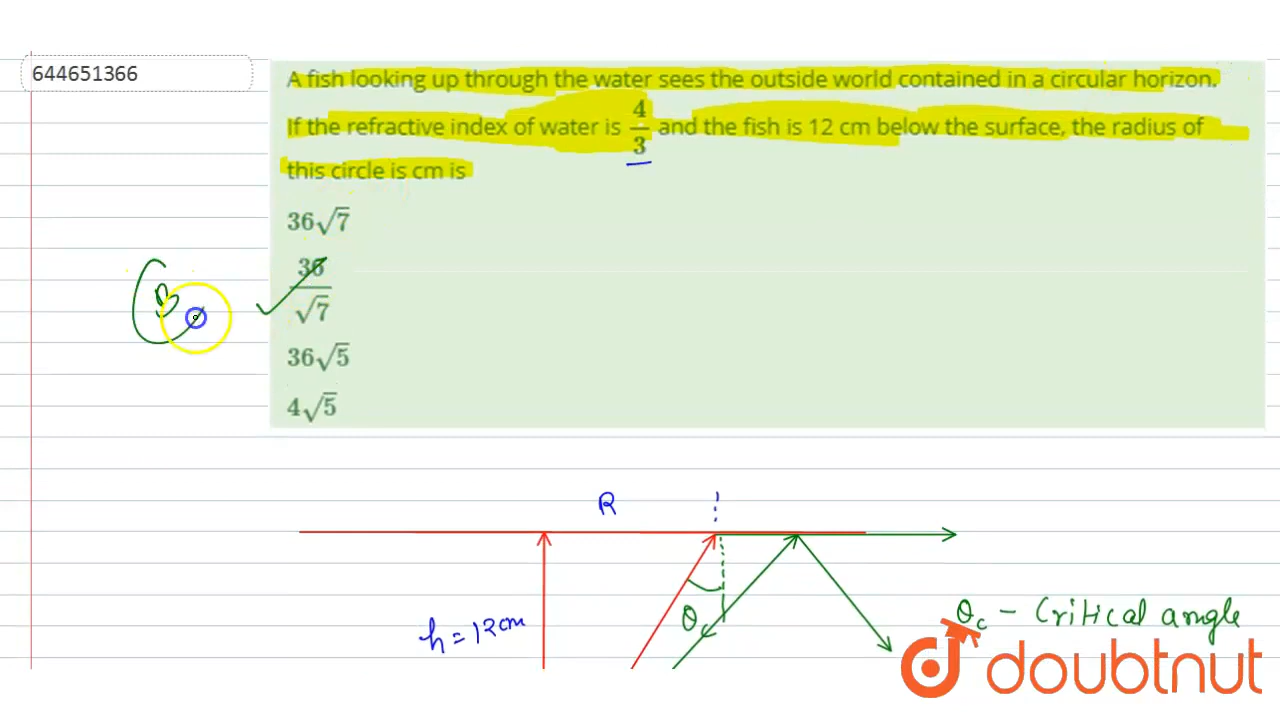 644651366
A fish looking up through the water sees the outside world contained in a circular horizon.
If the refractive index of water is 4/3 and the fish is 12 cm below the surface, the radius of
this circle is cm is
36√7
36/√7
36√5
4√5
B
R
h = 12 cm
θ
θc - Critical angle
doubtnut